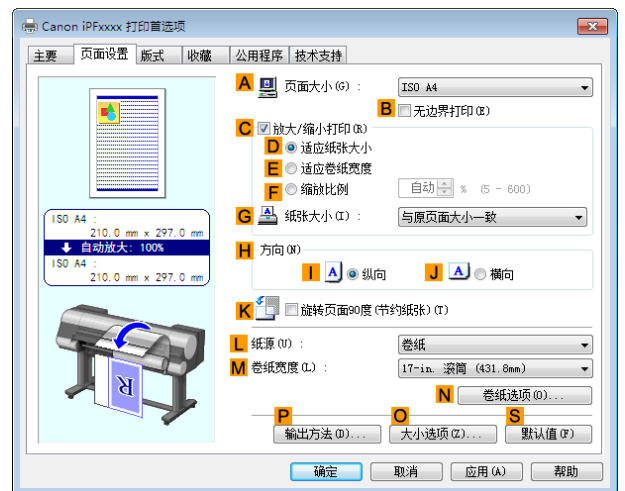 Canon iPFxxxx 打印首选项
主要 页面设置 版式 收藏 公用程序 技术支持
A 页面大小(G) : ISO A4
B 无边界打印(E)
C 放大/缩小打印(R)
D 适应纸张大小
E 适应卷纸宽度
F 缩放比例 自动 % (5 - 600)
G 纸张大小(I) : 与原页面大小一致
H 方向(N)
I A 纵向 J A 横向
K 旋转页面90度(节约纸张)(T)
ISO A4 :
210.0 mm x 297.0 mm
自动放大: 100%
ISO A4 :
210.0 mm x 297.0 mm
R
L 纸源(U) : 卷纸
M 卷纸宽度(L) : 17-in. 滚筒 (431.8mm)
N 卷纸选项(O)...
P O S
输出方法(D)... 大小选项(Z)... 默认值(F)
确定 取消 应用(A) 帮助